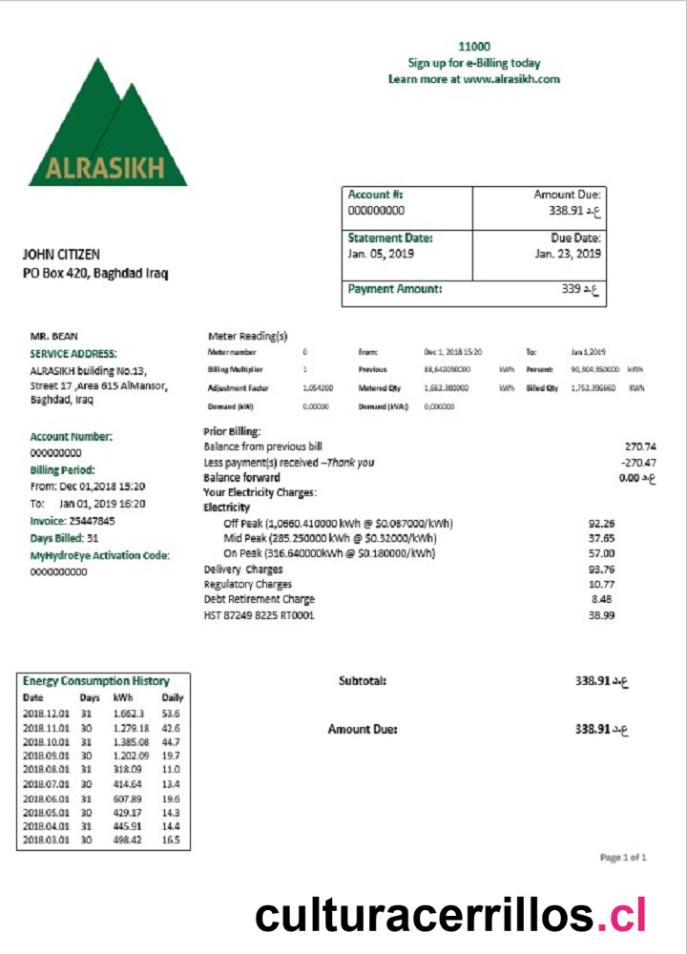 11000
Sign up for e-Billing today
Learn more at www.alrasikh.com
ALRASIKH
Account #: Amount Due:
000000000 338.91 ع.د
Statement Date: Due Date:
Jan. 05, 2019 Jan. 23, 2019
Payment Amount: 339 ع.د
JOHN CITIZEN
PO Box 420, Baghdad Iraq
MR. BEAN
SERVICE ADDRESS:
ALRASIKH building No.13,
Street 17 ,Area 615 AlMansor,
Baghdad, Iraq
Account Number:
000000000
Billing Period:
From: Dec 01,2018 15:20
To: Jan 01, 2019 16:20
Invoice: 25447845
Days Billed: 31
MyHydroEye Activation Code:
0000000000
Meter Reading(s)
Meter number 0 From: Dec 1, 2018 15:20 To: Jan 1,2019
Billing Multiplier 1 Previous 88,642050000 kWh Present: 90,304.350000 kWh
Adjustment Factor 1.054200 Metered Qty 1,662.300000 kWh Billed Qty 1,752.396660 kWh
Demand (kW) 0.00000 Demand (kVA:) 0,000000
Prior Billing:
Balance from previous bill 270.74
Less payment(s) received –Thank you -270.47
Balance forward 0.00 ع.د
Your Electricity Charges:
Electricity
Off Peak (1,0660.410000 kWh @ $0.087000/kWh) 92.26
Mid Peak (285.250000 kWh @ $0.32000/kWh) 37.65
On Peak (316.640000kWh @ $0.180000/kWh) 57.00
Delivery Charges 93.76
Regulatory Charges 10.77
Debt Retirement Charge 8.48
HST 87249 8225 RT0001 38.99
Subtotal: 338.91 ع.د
Amount Due: 338.91 ع.د
Energy Consumption History
Date Days kWh Daily
2018.12.01 31 1.662.3 53.6
2018.11.01 30 1.279.18 42.6
2018.10.01 31 1.385.08 44.7
2018.09.01 30 1.202.09 19.7
2018.08.01 31 318.09 11.0
2018.07.01 30 414.64 13.4
2018.06.01 31 607.89 19.6
2018.05.01 30 429.17 14.3
2018.04.01 31 445.91 14.4
2018.03.01 30 498.42 16.5
Page 1 of 1
culturacerrillos.cl